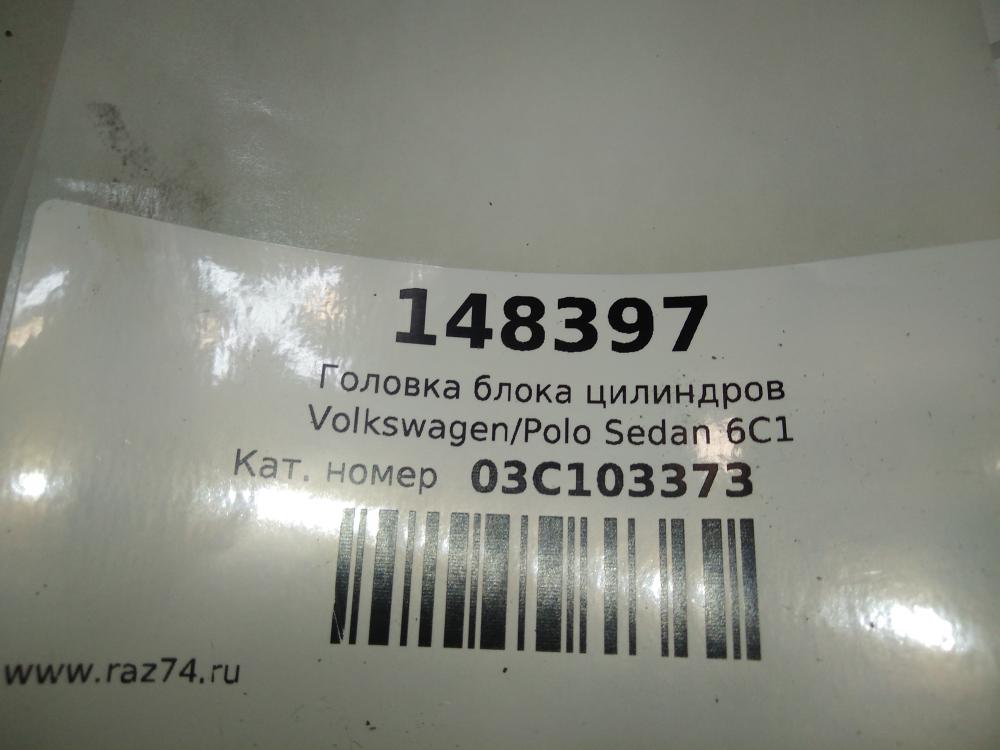 148397
Головка блока цилиндров
Volkswagen/Polo Sedan 6C1
Кат. номер 03C103373
www.raz74.ru